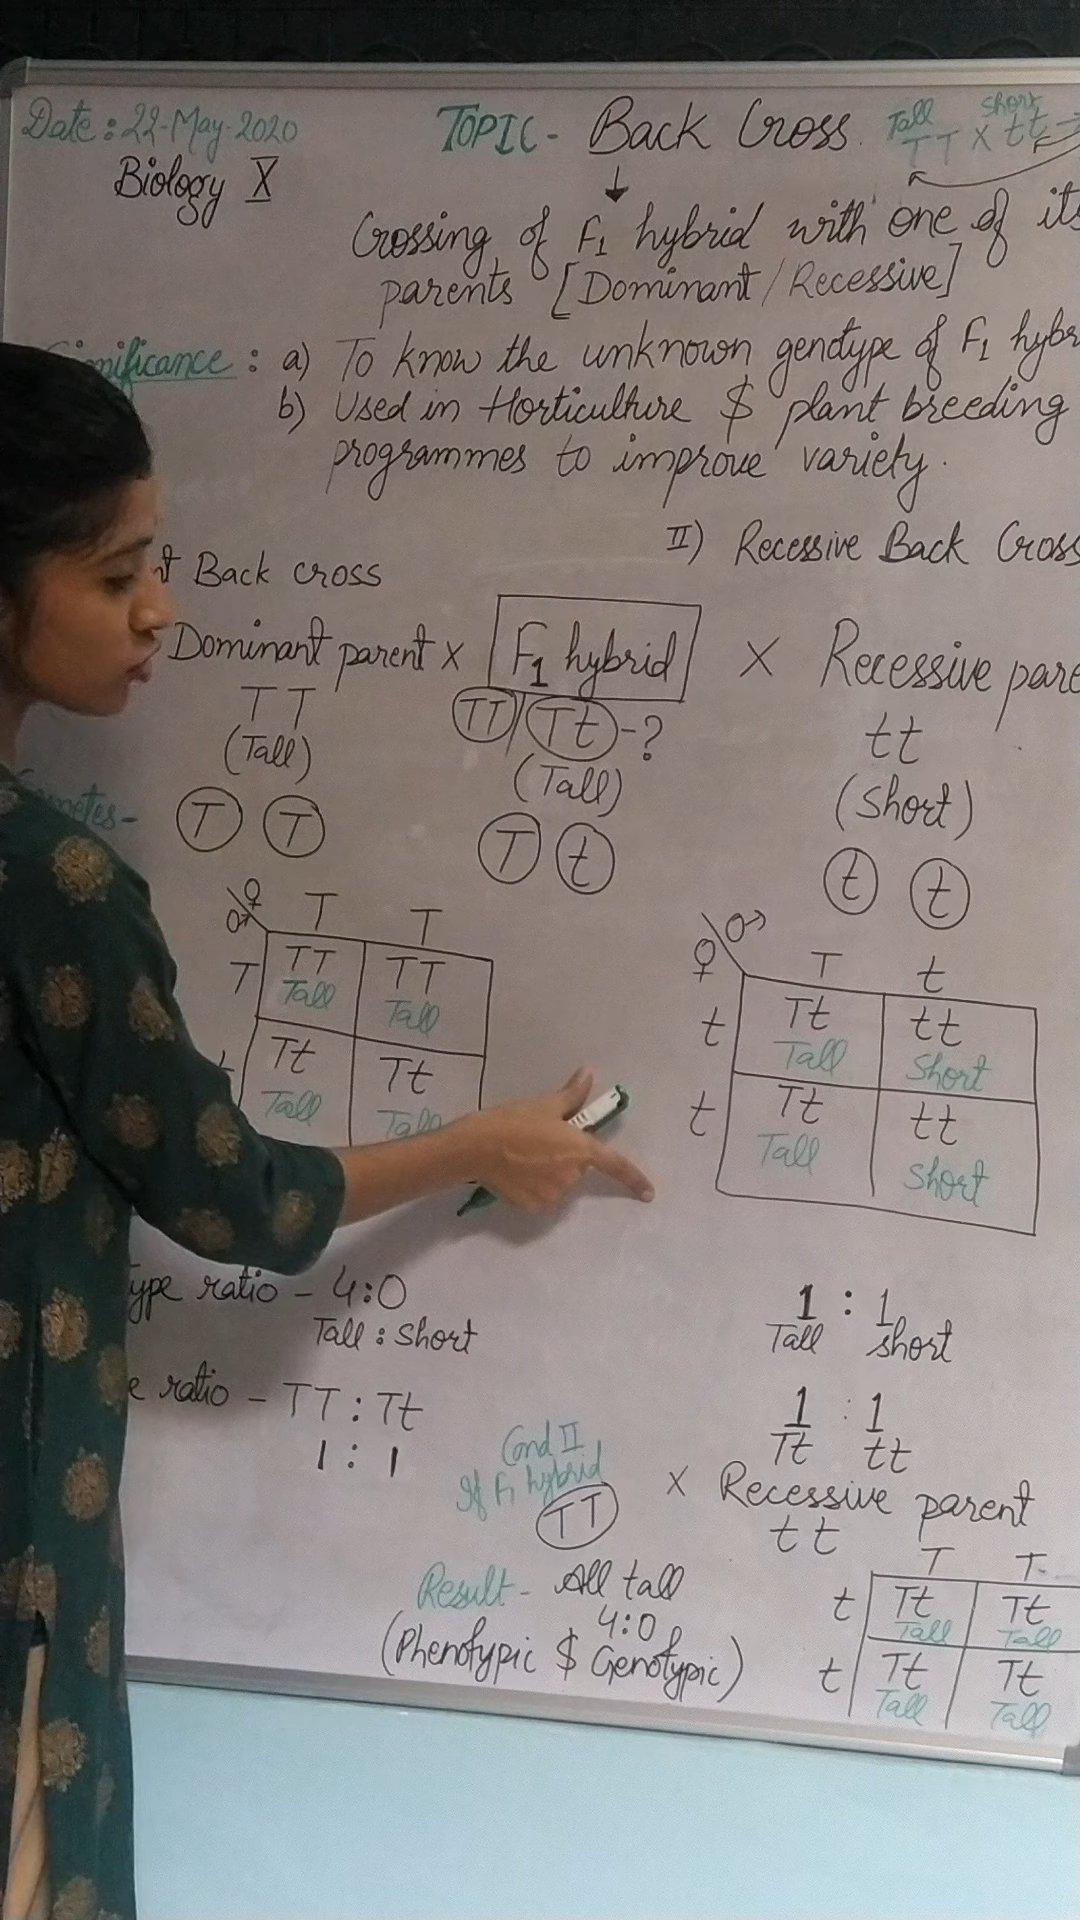 Date: 22-May-2020
TOPIC - Back Cross.
Tall Short
TT X tt →
Biology X
Crossing of F1 hybrid with one of its
parents [Dominant / Recessive]
nificance : a) To know the unknown genotype of F1 hybr
b) Used in Horticulture $ plant breeding
programmes to improve variety.
t Back cross
II) Recessive Back Cross
Dominant parent x F1 hybrid X Recessive pare
TT
TT / Tt - ?
tt
(Tall)
(Tall)
(Short)
metes-
T T
T t
t t
♀ ♂
T T
T TT TT
Tall Tall
t Tt Tt
Tall Tall
♀ ♂
T t
t Tt tt
Tall Short
t Tt tt
Tall Short
ype ratio - 4:0
Tall : Short
1 : 1
Tall short
e ratio - TT : Tt
1 : 1
1 : 1
Tt tt
Cond II
If F1 hybrid
TT
x Recessive parent
tt
Result - All tall
4:0
(Phenotypic $ Genotypic)
T T
t Tt Tt
Tall Tall
t Tt Tt
Tall Tall